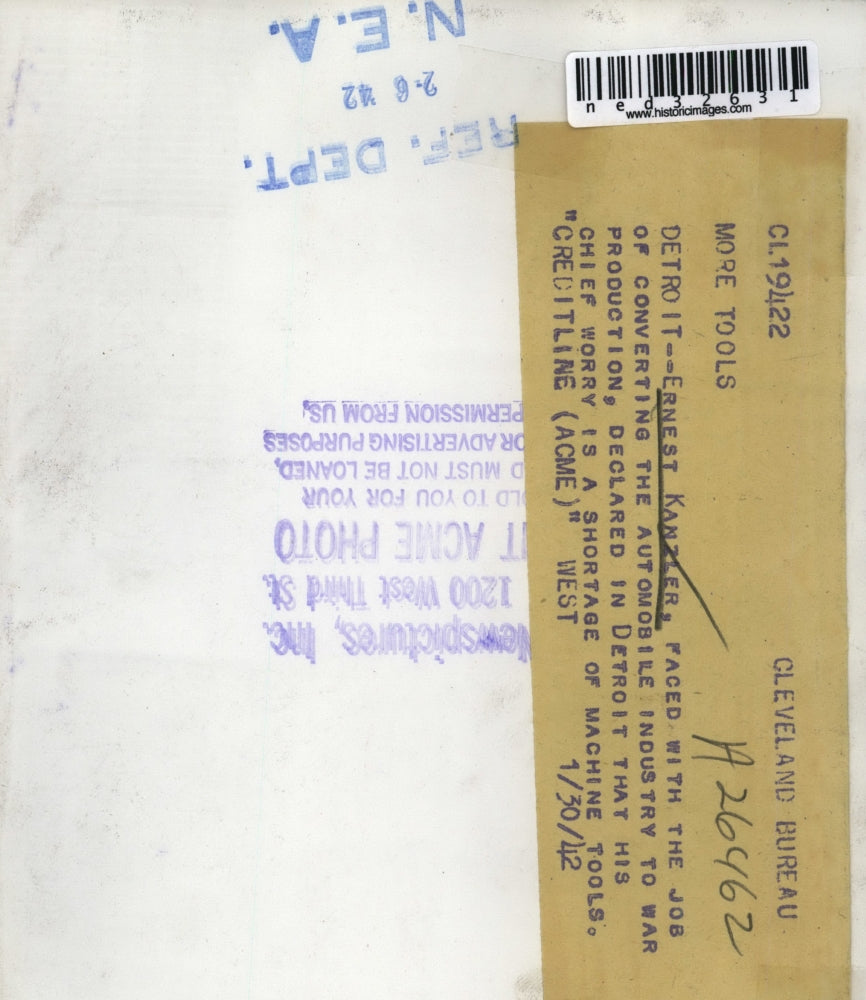 N.E.A.
2·6 '42
REF. DEPT.
ned32631
www.historicimages.com
CL19422 CLEVELAND BUREAU
MORE TOOLS
A 26462
DETROIT--ERNEST KANZLER, FACED WITH THE JOB
OF CONVERTING THE AUTOMOBILE INDUSTRY TO WAR
PRODUCTION, DECLARED IN DETROIT THAT HIS
CHIEF WORRY IS A SHORTAGE OF MACHINE TOOLS.
"CREDITLINE (ACME)" WEST 1/30/42
Newspictures, Inc.
1200 West Third St.
IT ACME PHOTO
LD TO YOU FOR YOUR
D MUST NOT BE LOANED,
OR ADVERTISING PURPOSES
PERMISSION FROM US.